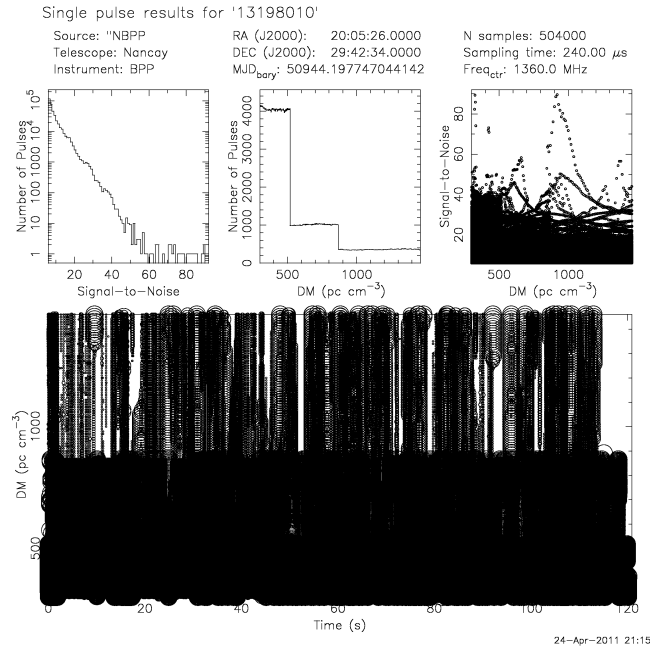 Single pulse results for '13198010'
Source: "NBPP RA (J2000): 20:05:26.0000 N samples: 504000
Telescope: Nancay DEC (J2000): 29:42:34.0000 Sampling time: 240.00 μs
Instrument: BPP MJD_bary: 50944.197747044142 Freq_ctr: 1360.0 MHz
Number of Pulses
1 10 100 1000 10^4 10^5
20 40 60 80
Signal-to-Noise
Number of Pulses
0 1000 2000 3000 4000
500 1000
DM (pc cm^-3)
Signal-to-Noise
20 40 60 80
500 1000
DM (pc cm^-3)
DM (pc cm^-3)
500 1000
0 20 40 60 80 100 120
Time (s)
24-Apr-2011 21:15